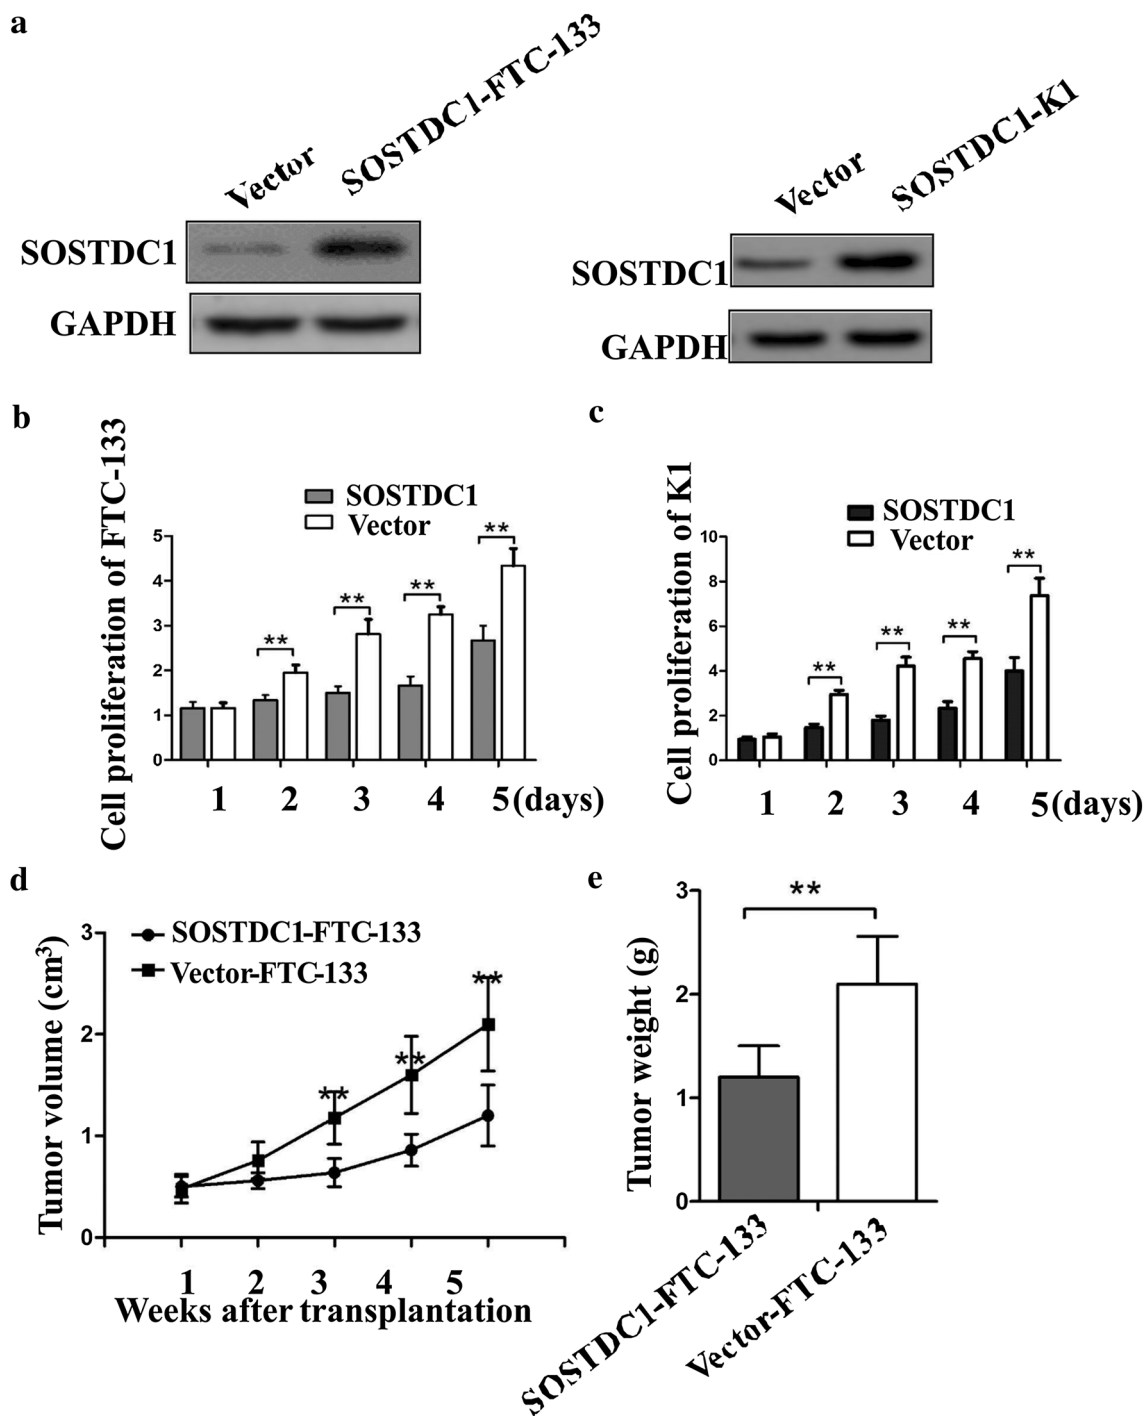 a
Vector
SOSTDC1-FTC-133
SOSTDC1
GAPDH
Vector
SOSTDC1-K1
SOSTDC1
GAPDH
b
Cell proliferation of FTC-133
SOSTDC1
Vector
5
4
3
2
1
0
**
**
**
**
1 2 3 4 5(days)
c
Cell proliferation of K1
SOSTDC1
Vector
10
8
6
4
2
0
**
**
**
**
1 2 3 4 5(days)
d
Tumor volume (cm³)
SOSTDC1-FTC-133
Vector-FTC-133
3
2
1
0
**
**
**
1 2 3 4 5
Weeks after transplantation
e
Tumor weight (g)
3
2
1
0
**
SOSTDC1-FTC-133
Vector-FTC-133